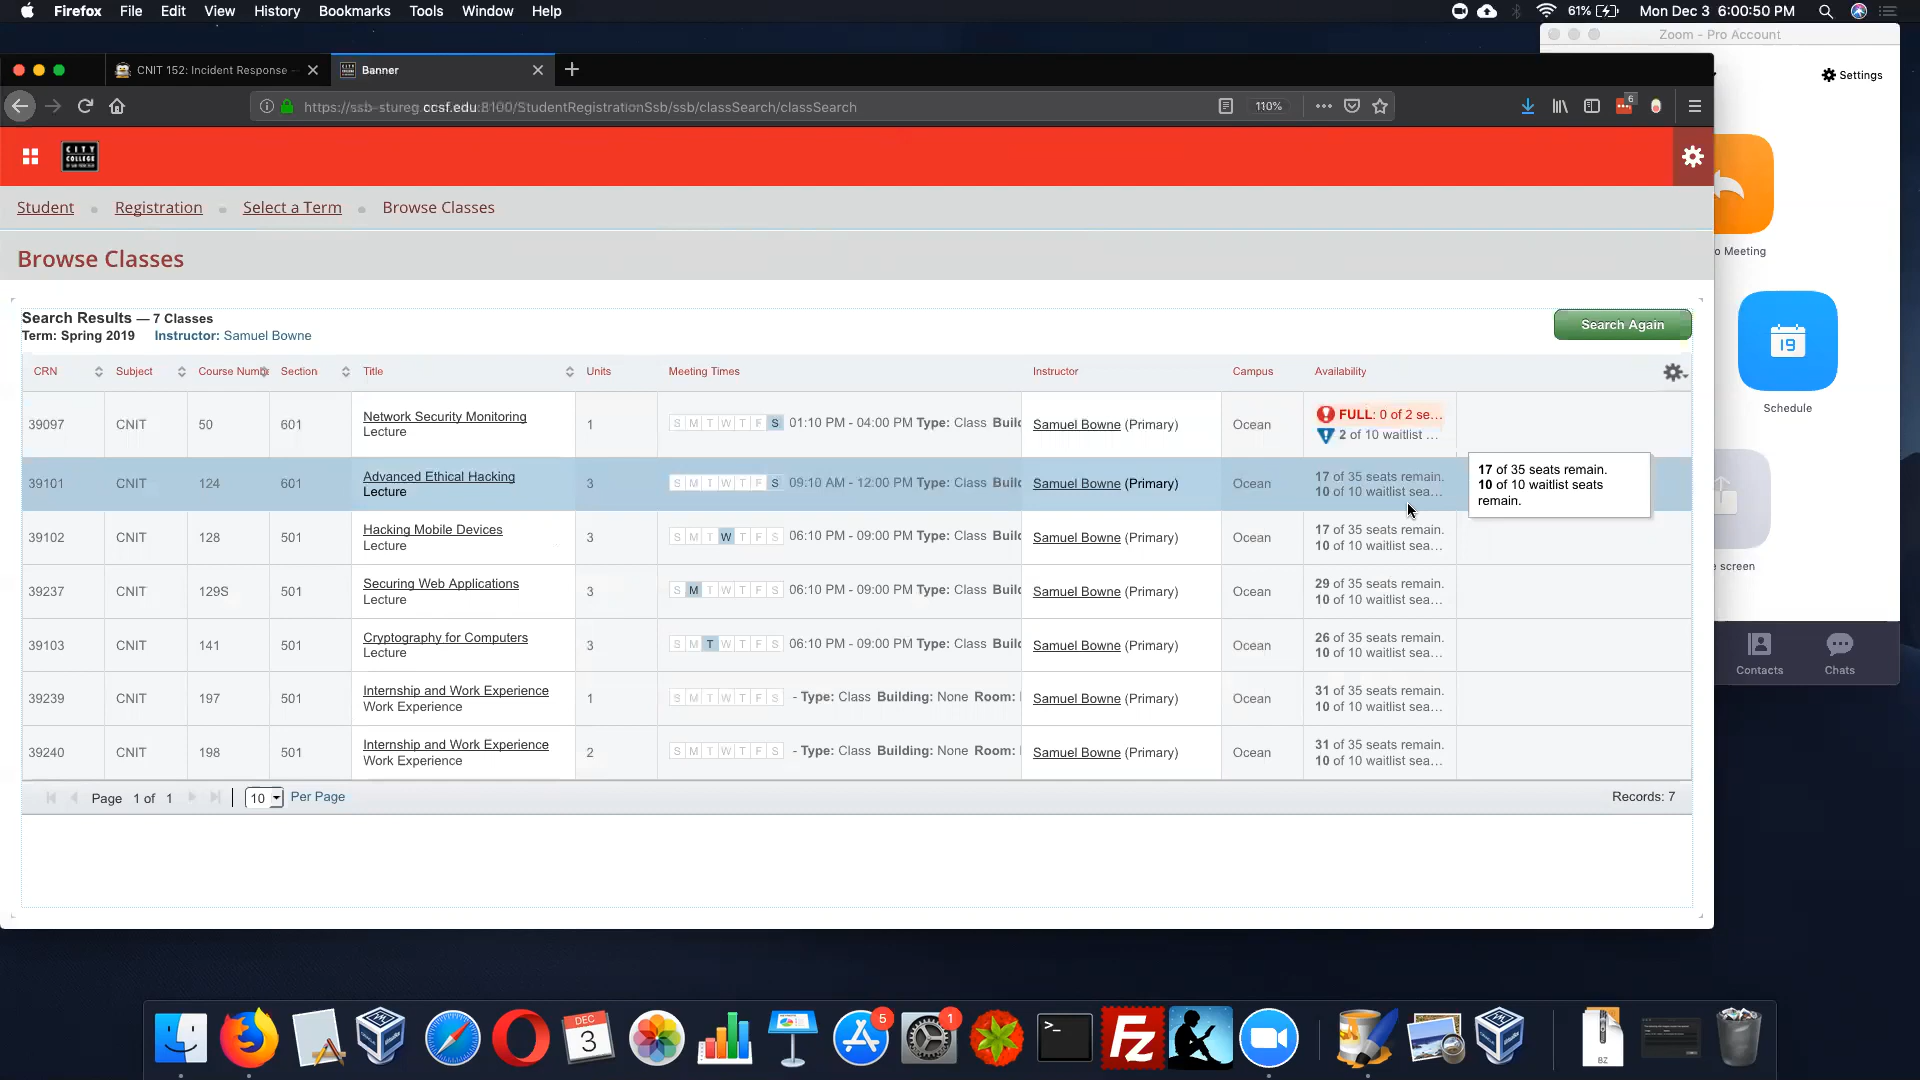 Firefox File Edit View History Bookmarks Tools Window Help
61% Mon Dec 3 6:00:50 PM
Zoom - Pro Account
Settings
CNIT 152: Incident Response
Banner
https://ssb-stureg.ccsf.edu:8100/StudentRegistrationSsb/ssb/classSearch/classSearch
110%
6
CITY
COLLEGE
Student Registration Select a Term Browse Classes
Browse Classes
Search Results — 7 Classes
Term: Spring 2019 Instructor: Samuel Bowne
Search Again
CRN Subject Course Numbe Section Title Units Meeting Times Instructor Campus Availability
39097 CNIT 50 601 Network Security Monitoring 1 S M T W T F S 01:10 PM - 04:00 PM Type: Class Build Samuel Bowne (Primary) Ocean FULL: 0 of 2 se...
Lecture 2 of 10 waitlist ...
39101 CNIT 124 601 Advanced Ethical Hacking 3 S M T W T F S 09:10 AM - 12:00 PM Type: Class Build Samuel Bowne (Primary) Ocean 17 of 35 seats remain.
Lecture 10 of 10 waitlist sea...
17 of 35 seats remain.
10 of 10 waitlist seats
remain.
39102 CNIT 128 501 Hacking Mobile Devices 3 S M T W T F S 06:10 PM - 09:00 PM Type: Class Build Samuel Bowne (Primary) Ocean 17 of 35 seats remain.
Lecture 10 of 10 waitlist sea...
39237 CNIT 129S 501 Securing Web Applications 3 S M T W T F S 06:10 PM - 09:00 PM Type: Class Build Samuel Bowne (Primary) Ocean 29 of 35 seats remain.
Lecture 10 of 10 waitlist sea...
39103 CNIT 141 501 Cryptography for Computers 3 S M T W T F S 06:10 PM - 09:00 PM Type: Class Build Samuel Bowne (Primary) Ocean 26 of 35 seats remain.
Lecture 10 of 10 waitlist sea...
39239 CNIT 197 501 Internship and Work Experience 1 S M T W T F S - Type: Class Building: None Room: Samuel Bowne (Primary) Ocean 31 of 35 seats remain.
Work Experience 10 of 10 waitlist sea...
39240 CNIT 198 501 Internship and Work Experience 2 S M T W T F S - Type: Class Building: None Room: Samuel Bowne (Primary) Ocean 31 of 35 seats remain.
Work Experience 10 of 10 waitlist sea...
Page 1 of 1 10 Per Page Records: 7
o Meeting
19
Schedule
e screen
Contacts
Chats
DEC
3
5
1
>_
FZ
BZ